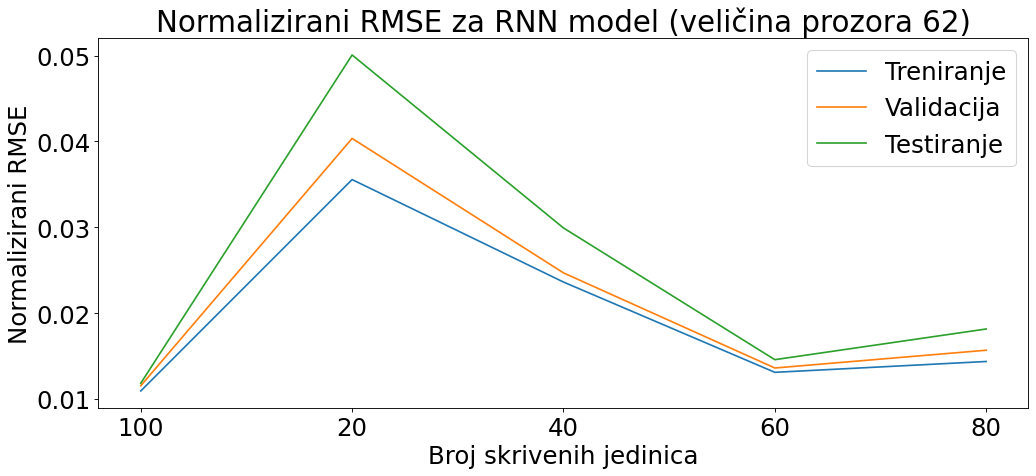 Normalizirani RMSE za RNN model (veličina prozora 62)
Normalizirani RMSE
0.05
0.04
0.03
0.02
0.01
Treniranje
Validacija
Testiranje
100 20 40 60 80
Broj skrivenih jedinica